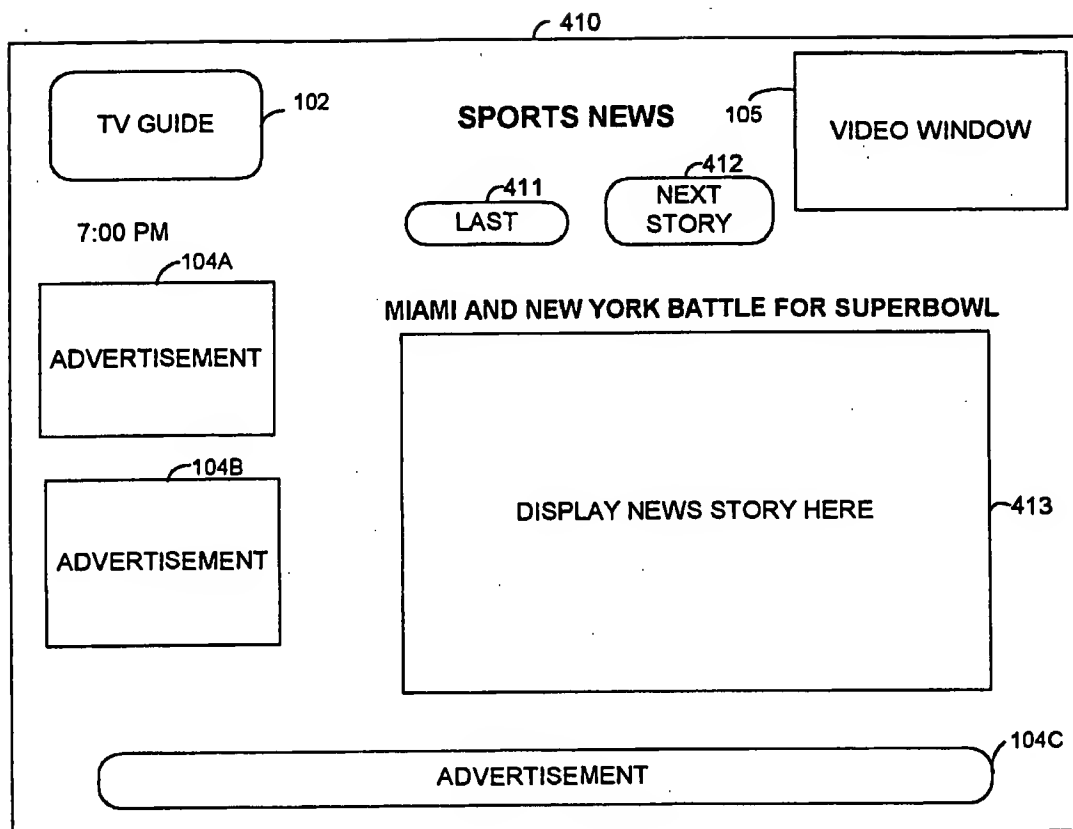 410
TV GUIDE
102
SPORTS NEWS
105
VIDEO WINDOW
411
LAST
412
NEXT
STORY
7:00 PM
104A
ADVERTISEMENT
MIAMI AND NEW YORK BATTLE FOR SUPERBOWL
104B
ADVERTISEMENT
DISPLAY NEWS STORY HERE
413
104C
ADVERTISEMENT